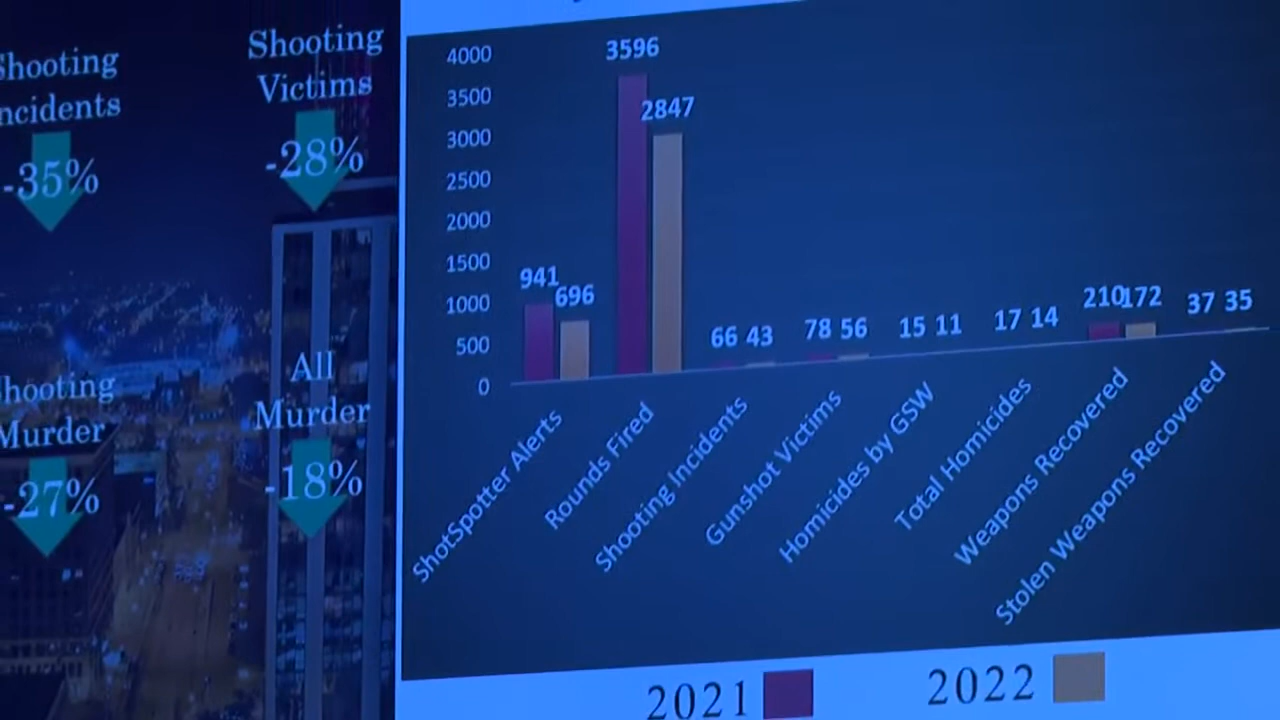 Shooting
Incidents
-35%
Shooting
Victims
-28%
Shooting
Murder
-27%
All
Murder
-18%
4000
3500
3000
2500
2000
1500
1000
500
0
941
696
3596
2847
66
43
78
56
15
11
17
14
210
172
37
35
ShotSpotter Alerts
Rounds Fired
Shooting Incidents
Gunshot Victims
Homicides by GSW
Total Homicides
Weapons Recovered
Stolen Weapons Recovered
2021
2022